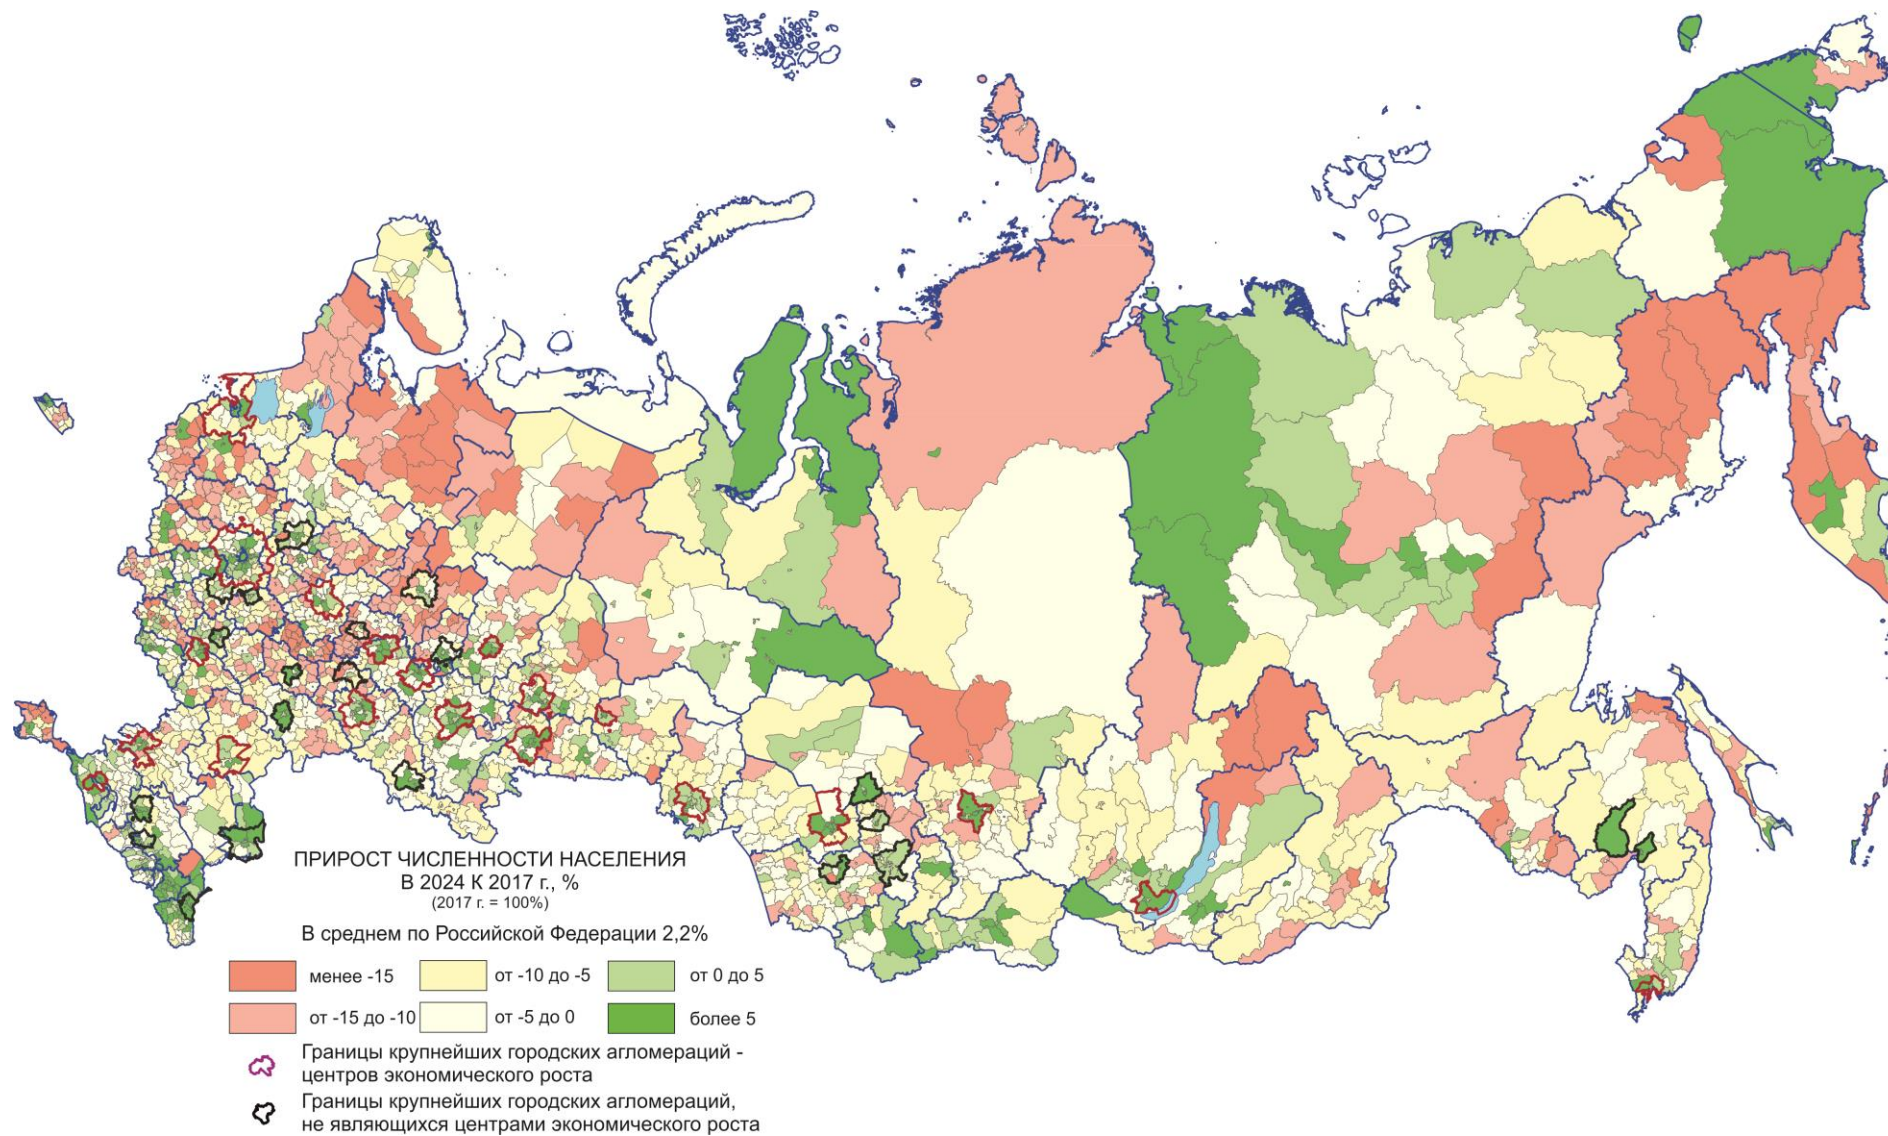 ПРИРОСТ ЧИСЛЕННОСТИ НАСЕЛЕНИЯ
В 2024 К 2017 г., %
(2017 г. = 100%)
В среднем по Российской Федерации 2,2%
менее -15
от -10 до -5
от 0 до 5
от -15 до -10
от -5 до 0
более 5
Границы крупнейших городских агломераций -
центров экономического роста
Границы крупнейших городских агломераций,
не являющихся центрами экономического роста